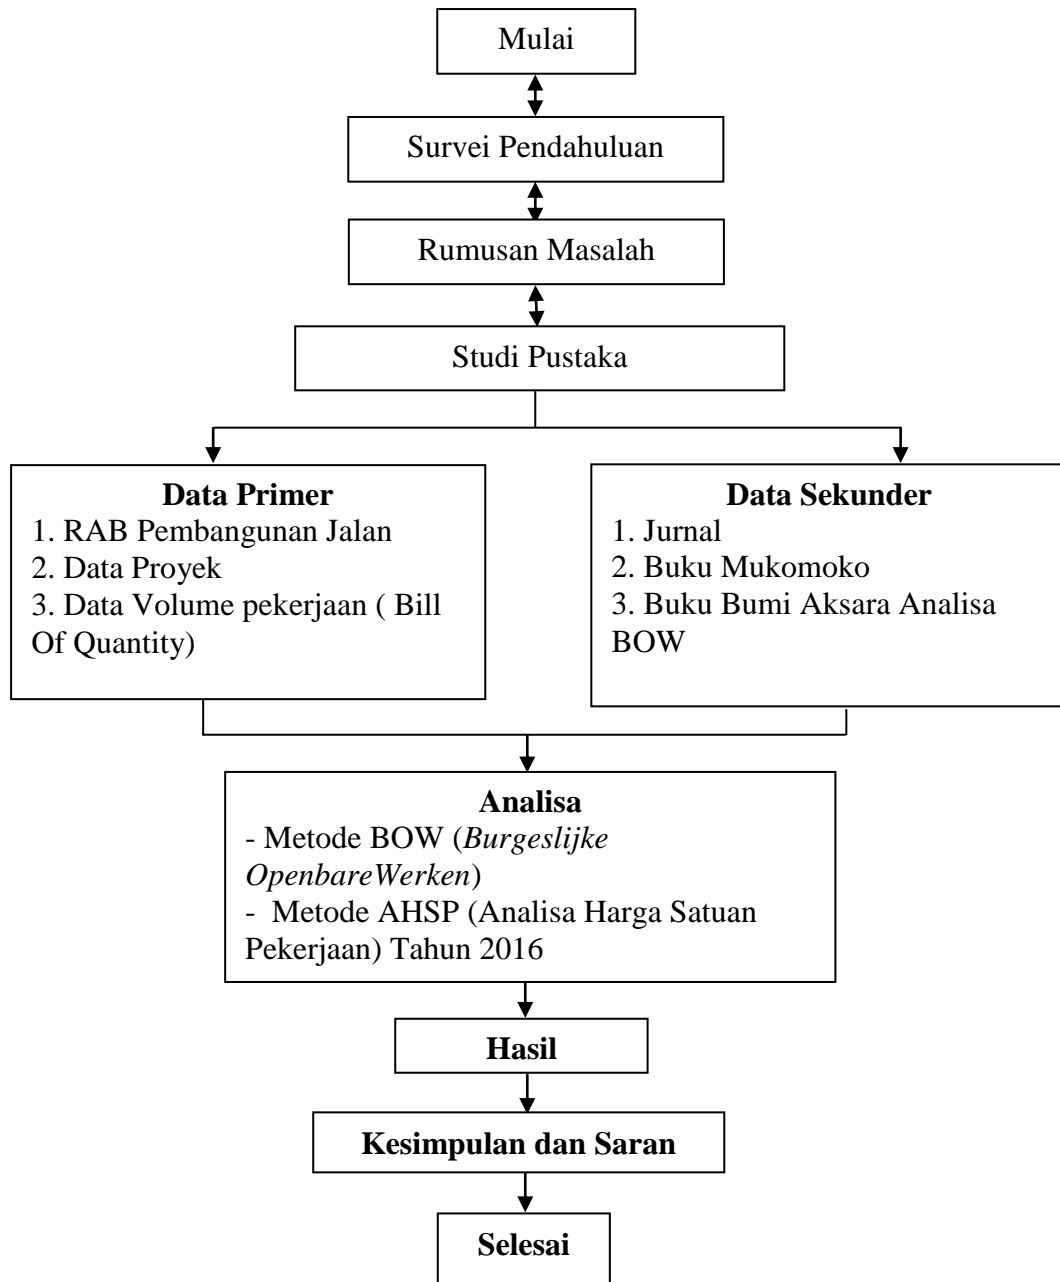 Mulai
Survei Pendahuluan
Rumusan Masalah
Studi Pustaka
Data Primer
1. RAB Pembangunan Jalan
2. Data Proyek
3. Data Volume pekerjaan ( Bill
Of Quantity)
Data Sekunder
1. Jurnal
2. Buku Mukomoko
3. Buku Bumi Aksara Analisa
BOW
Analisa
- Metode BOW (Burgeslijke
OpenbareWerken)
- Metode AHSP (Analisa Harga Satuan
Pekerjaan) Tahun 2016
Hasil
Kesimpulan dan Saran
Selesai